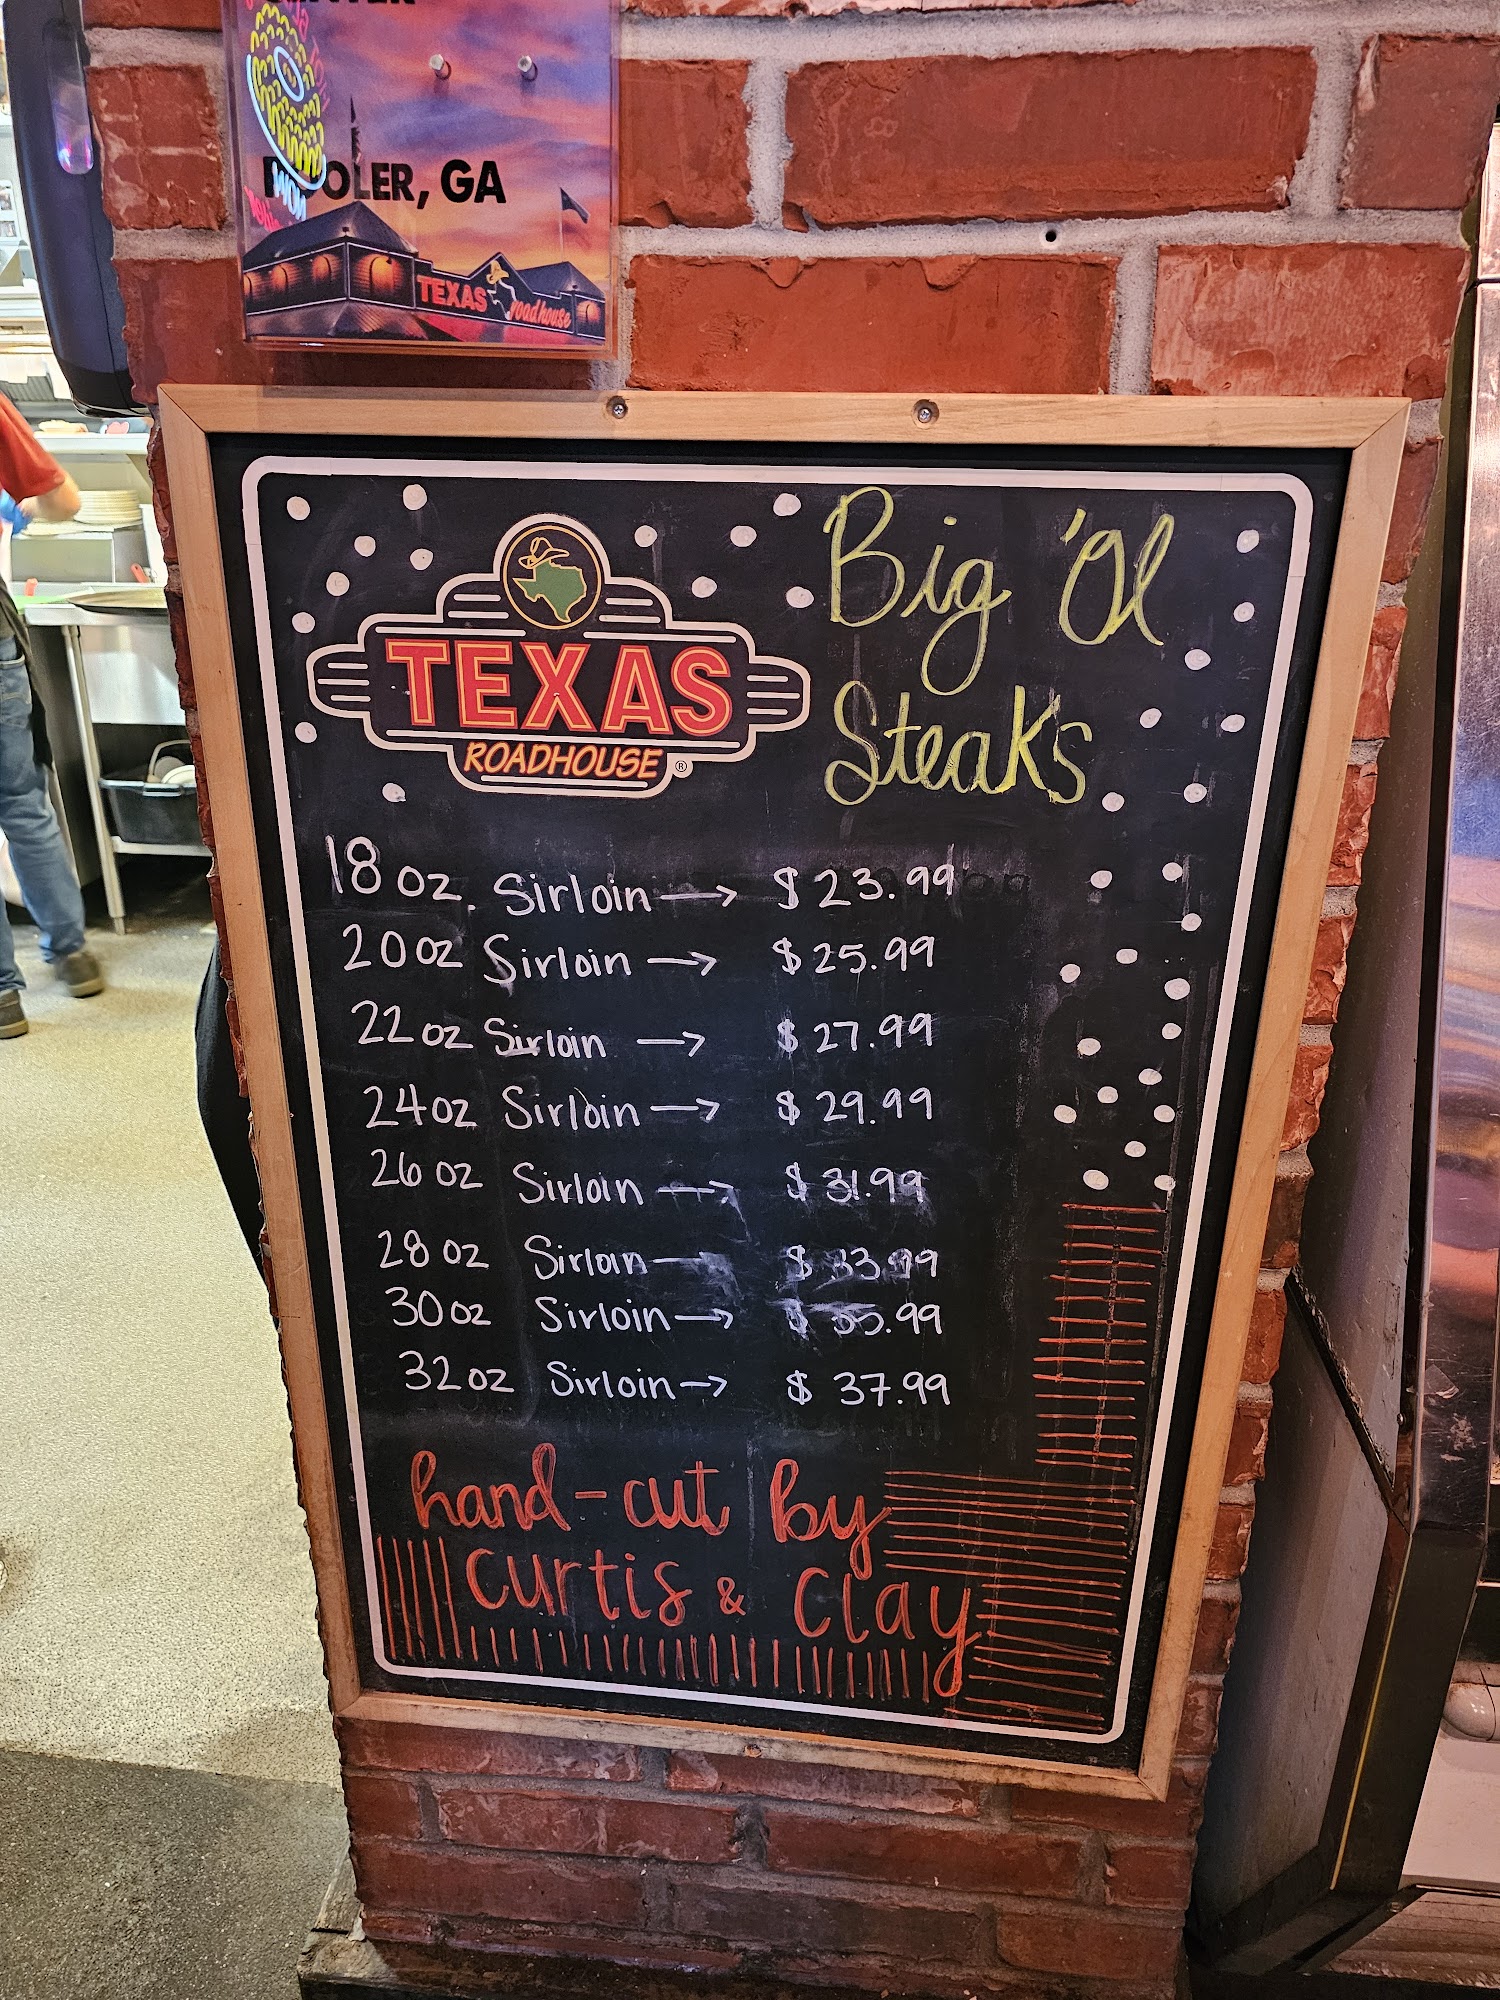 POOLER, GA
TEXAS
roadhouse
TEXAS
ROADHOUSE®
Big 'Ol
Steaks
18 oz. Sirloin → $23.99
20 oz Sirloin → $25.99
22 oz Sirloin → $27.99
24 oz Sirloin → $29.99
26 oz Sirloin → $31.99
28 oz Sirloin → $33.99
30 oz Sirloin → $35.99
32 oz Sirloin → $37.99
hand-cut by
Curtis & Clay